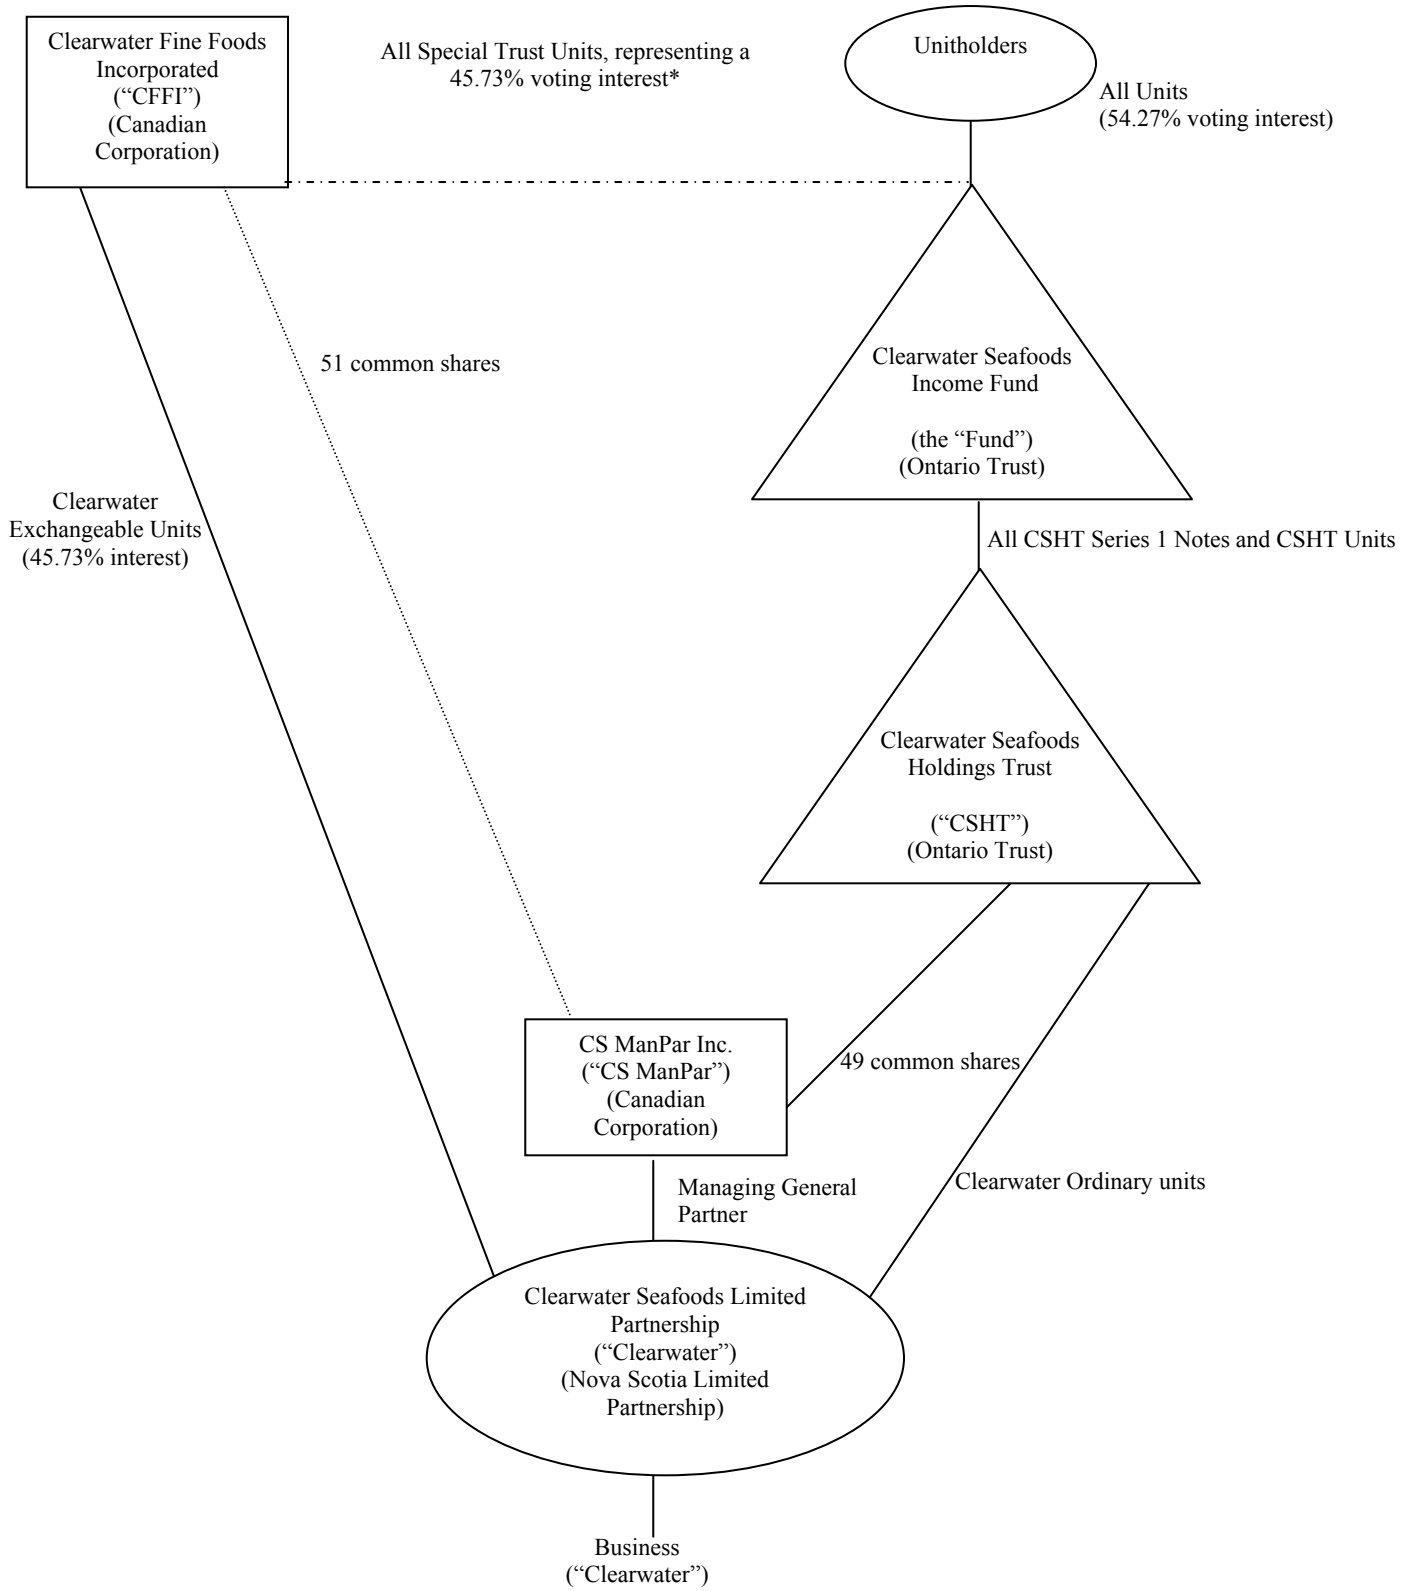 Clearwater Fine Foods
Incorporated
(“CFFI”)
(Canadian
Corporation)
All Special Trust Units, representing a
45.73% voting interest*
Unitholders
All Units
(54.27% voting interest)
51 common shares
Clearwater Seafoods
Income Fund
(the “Fund”)
(Ontario Trust)
Clearwater
Exchangeable Units
(45.73% interest)
All CSHT Series 1 Notes and CSHT Units
Clearwater Seafoods
Holdings Trust
(“CSHT”)
(Ontario Trust)
CS ManPar Inc.
(“CS ManPar”)
(Canadian
Corporation)
49 common shares
Managing General
Partner
Clearwater Ordinary units
Clearwater Seafoods Limited
Partnership
(“Clearwater”)
(Nova Scotia Limited
Partnership)
Business
(“Clearwater”)